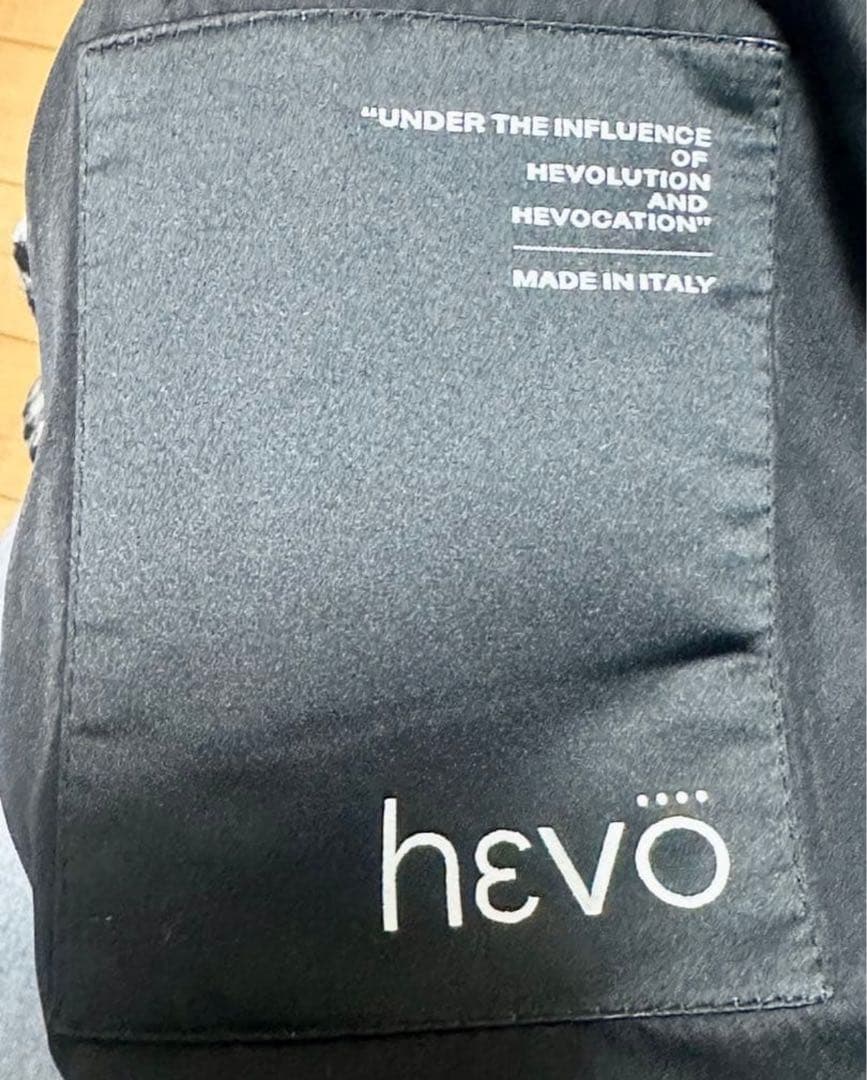 “UNDER THE INFLUENCE
OF
HEVOLUTION
AND
HEVOCATION”
MADE IN ITALY
hεvö